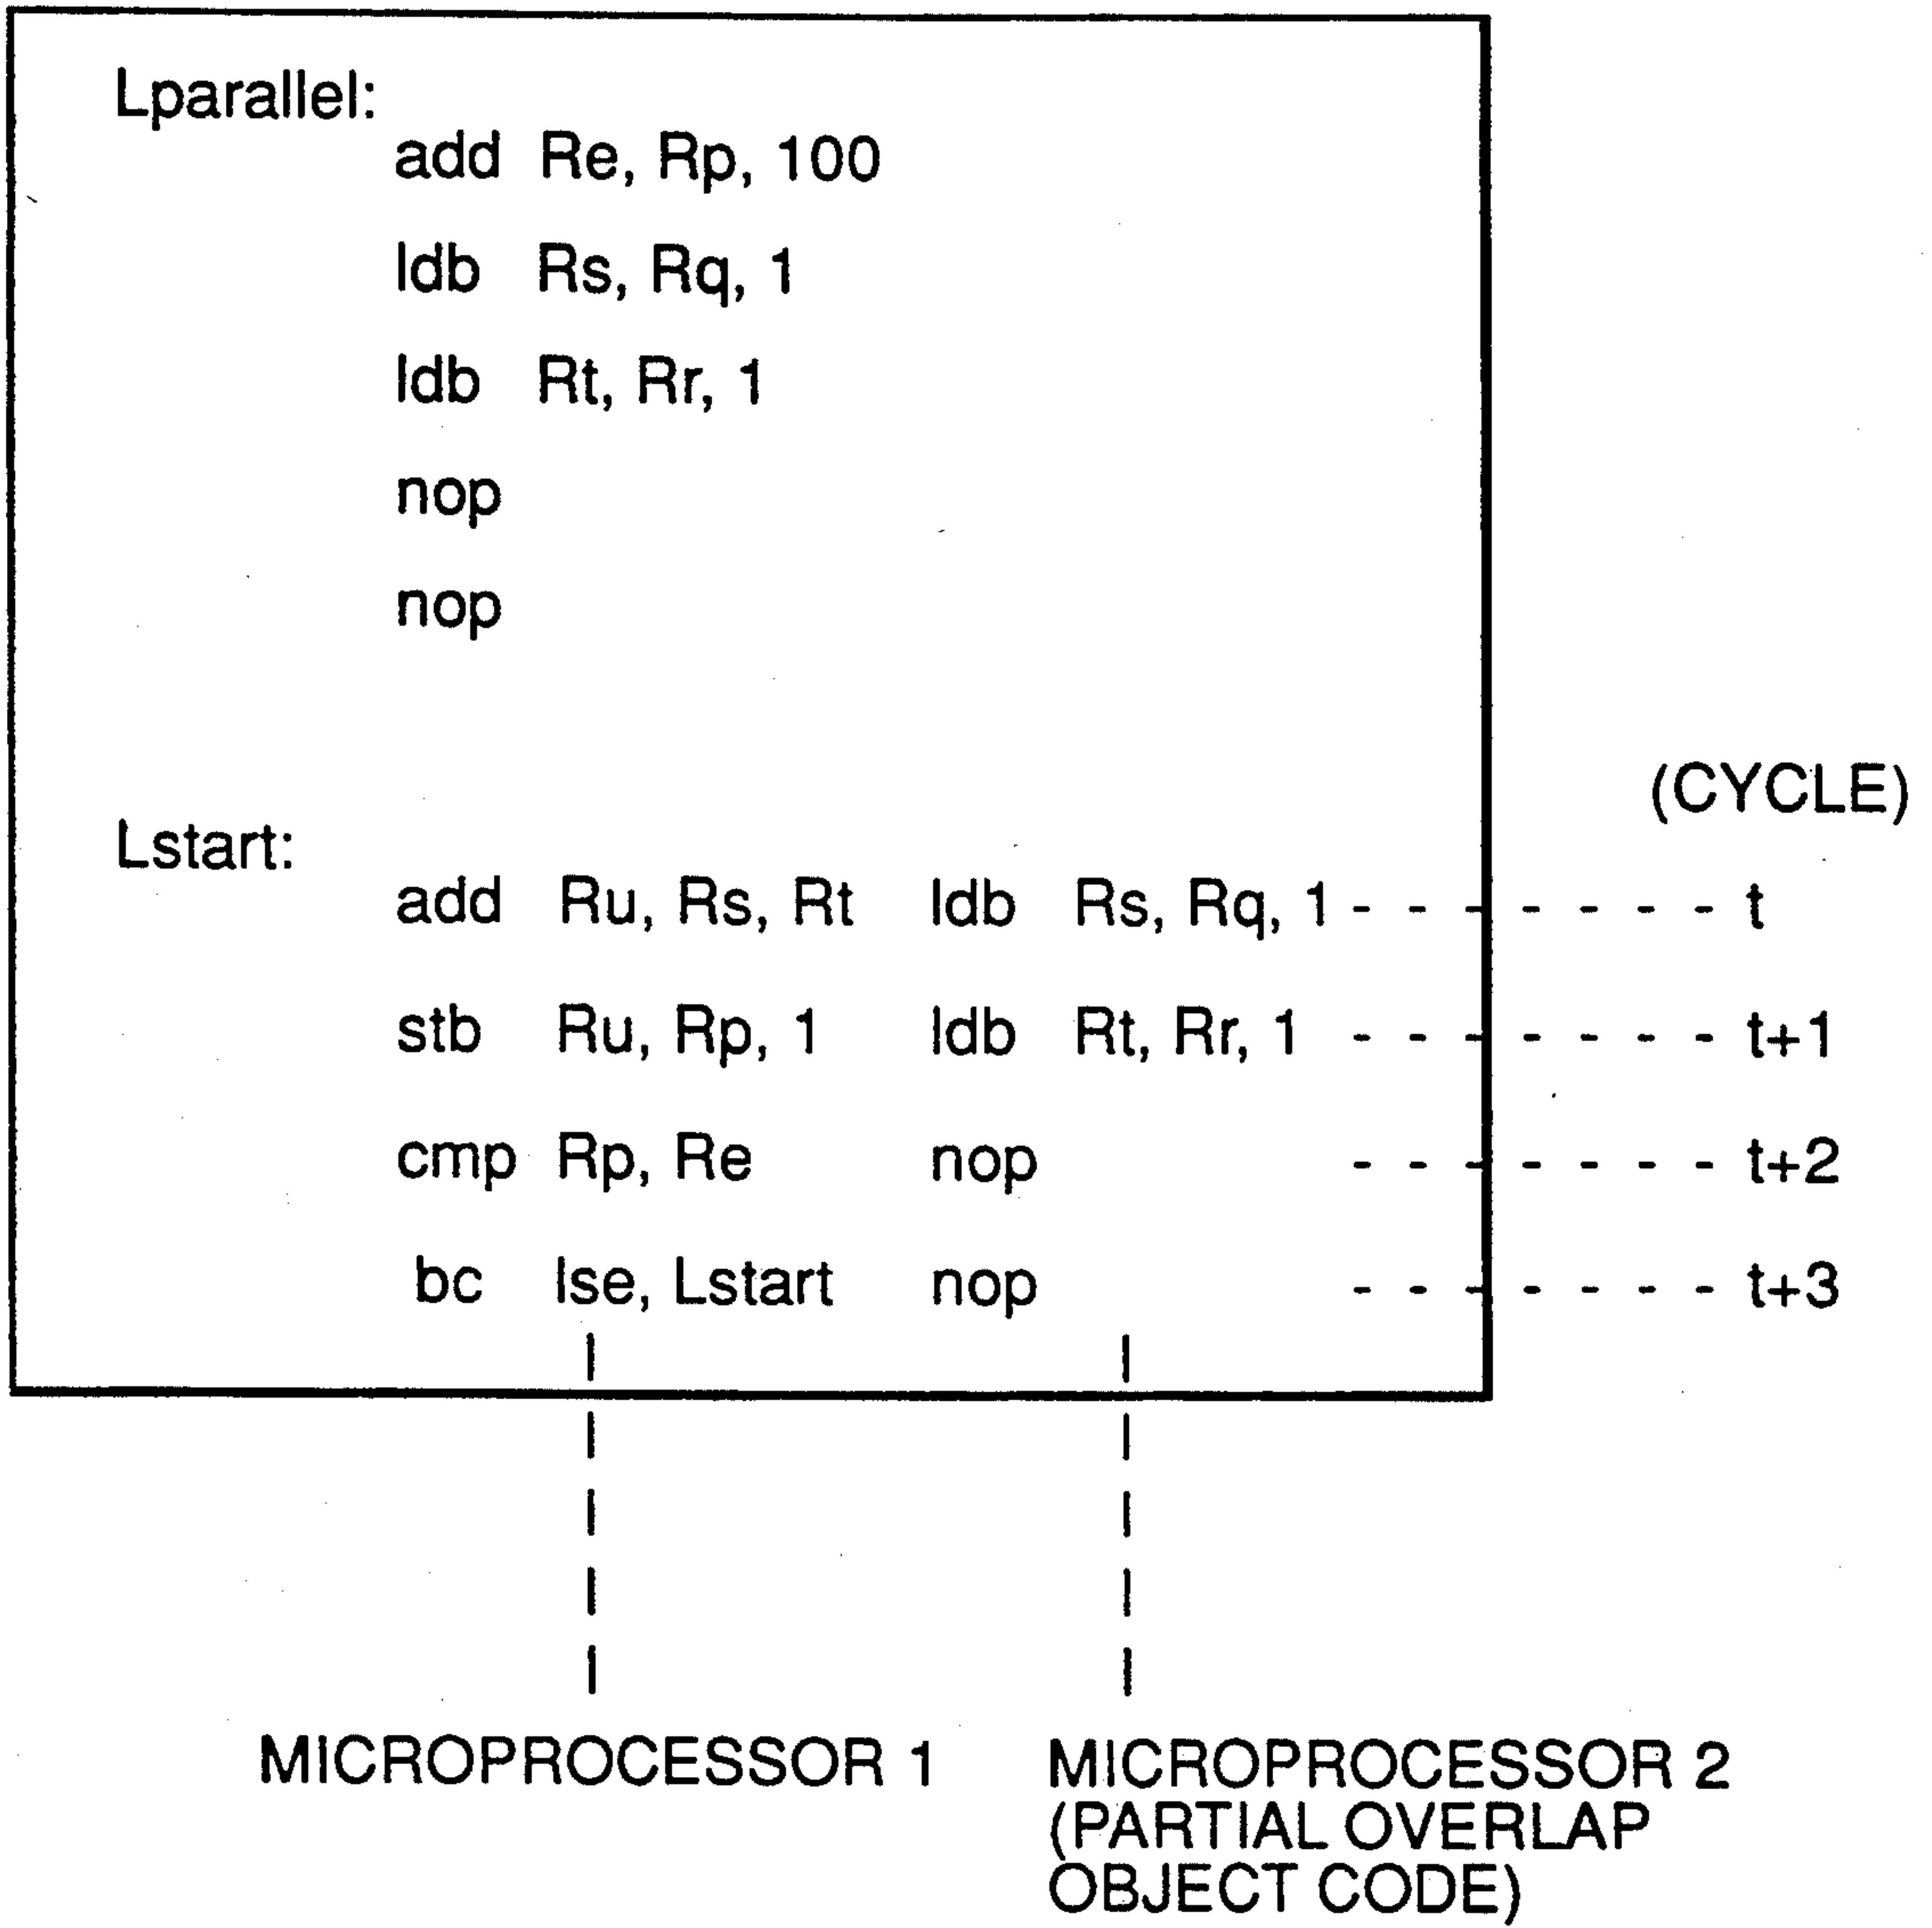 Lparallel:
add Re, Rp, 100
ldb Rs, Rq, 1
ldb Rt, Rr, 1
nop
nop
(CYCLE)
Lstart:
add Ru, Rs, Rt ldb Rs, Rq, 1 - - - - - - - t
stb Ru, Rp, 1 ldb Rt, Rr, 1 - - - - - - - t+1
cmp Rp, Re nop - - - - - - - t+2
bc lse, Lstart nop - - - - - - - t+3
MICROPROCESSOR 1 MICROPROCESSOR 2
(PARTIAL OVERLAP
OBJECT CODE)